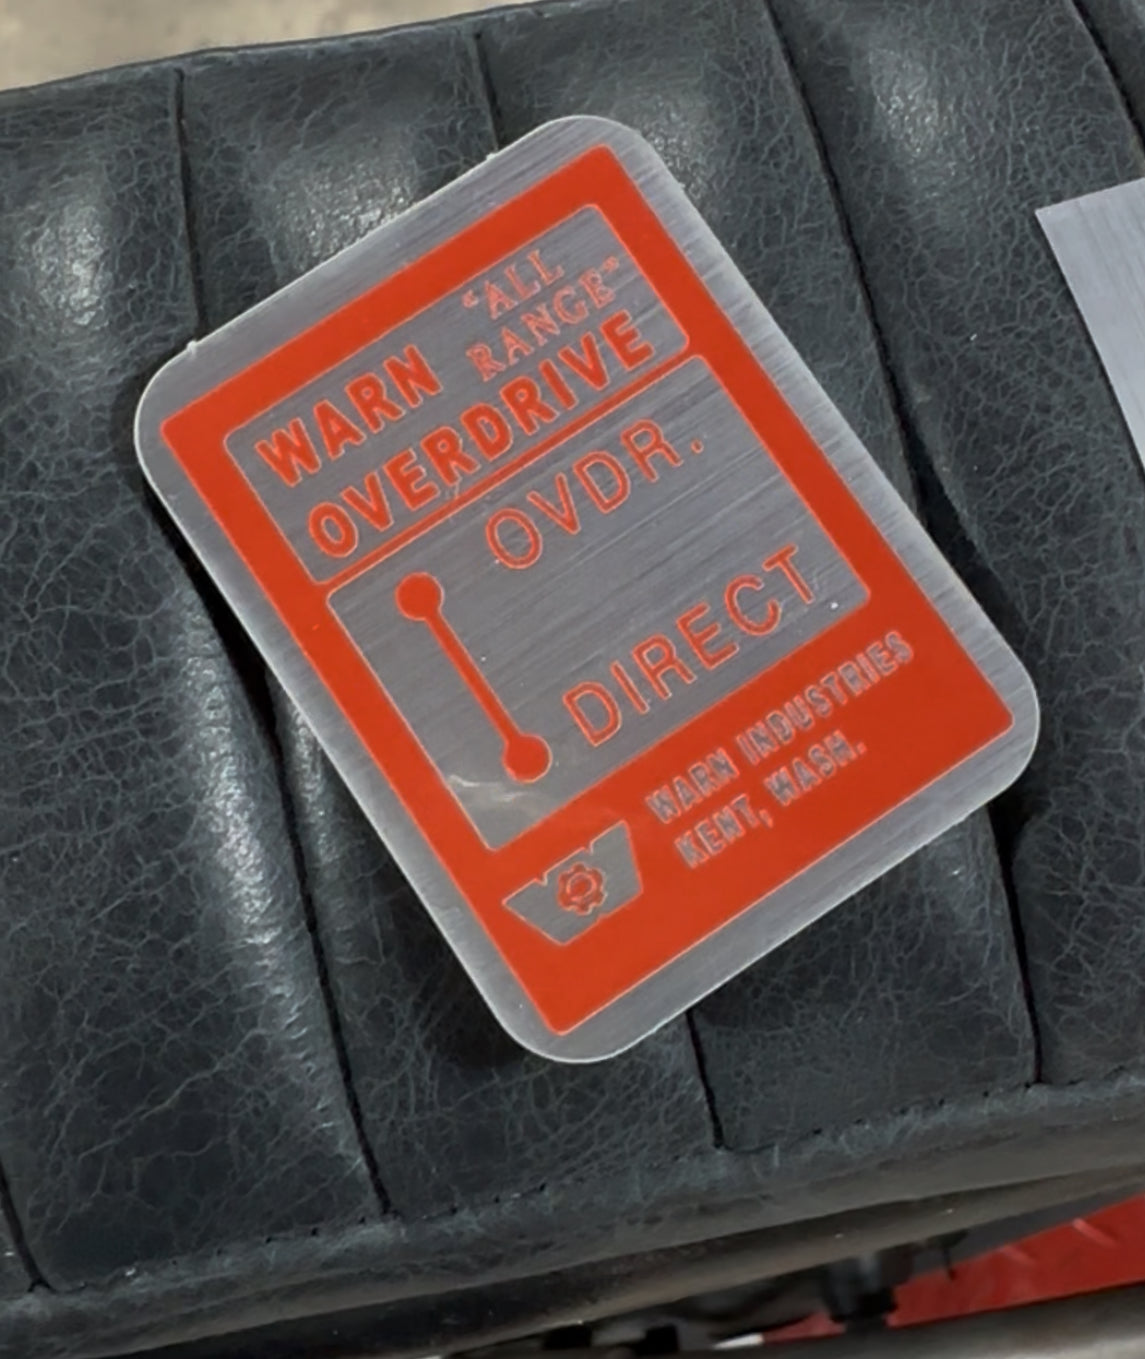 WARN "ALL
RANGE"
OVERDRIVE
OVDR.
DIRECT
WARN INDUSTRIES
KENT, WASH.